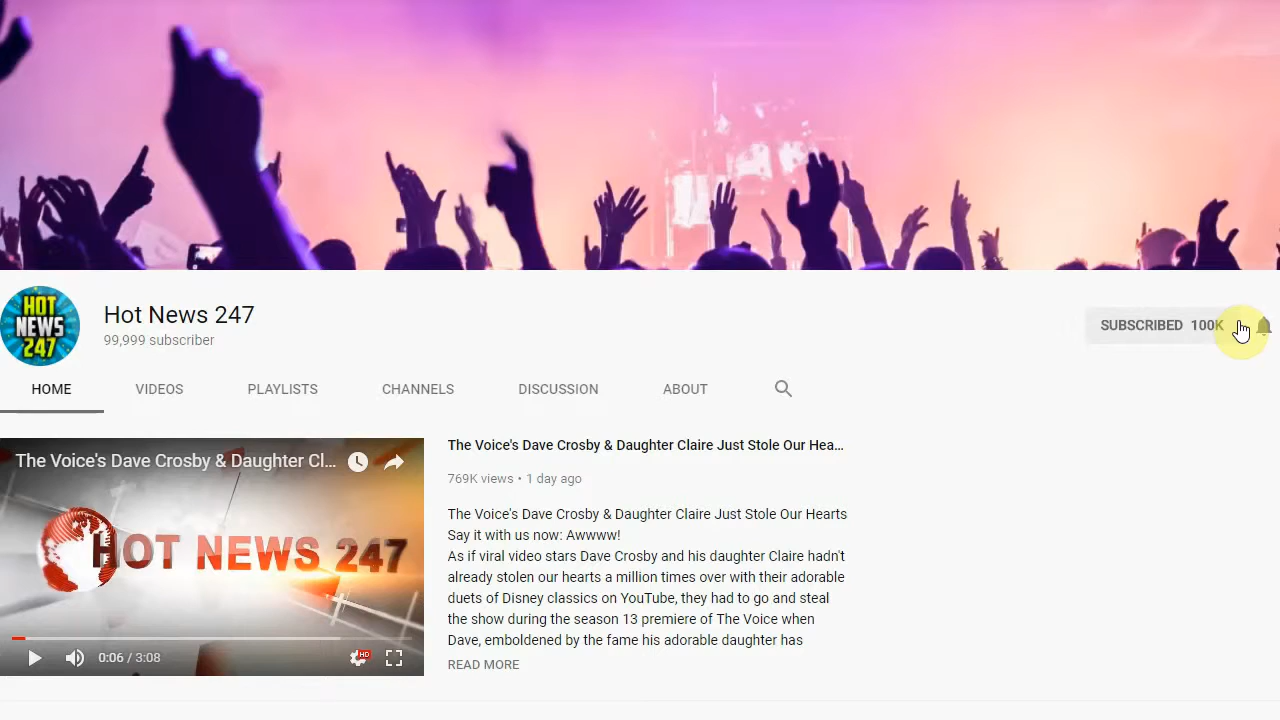 HOT
NEWS
247
Hot News 247
99,999 subscriber
SUBSCRIBED 100K
HOME VIDEOS PLAYLISTS CHANNELS DISCUSSION ABOUT
The Voice's Dave Crosby & Daughter Cl...
HOT NEWS 247
0:06 / 3:08
HD
The Voice's Dave Crosby & Daughter Claire Just Stole Our Hea...
769K views • 1 day ago
The Voice's Dave Crosby & Daughter Claire Just Stole Our Hearts
Say it with us now: Awwww!
As if viral video stars Dave Crosby and his daughter Claire hadn't
already stolen our hearts a million times over with their adorable
duets of Disney classics on YouTube, they had to go and steal
the show during the season 13 premiere of The Voice when
Dave, emboldened by the fame his adorable daughter has
READ MORE